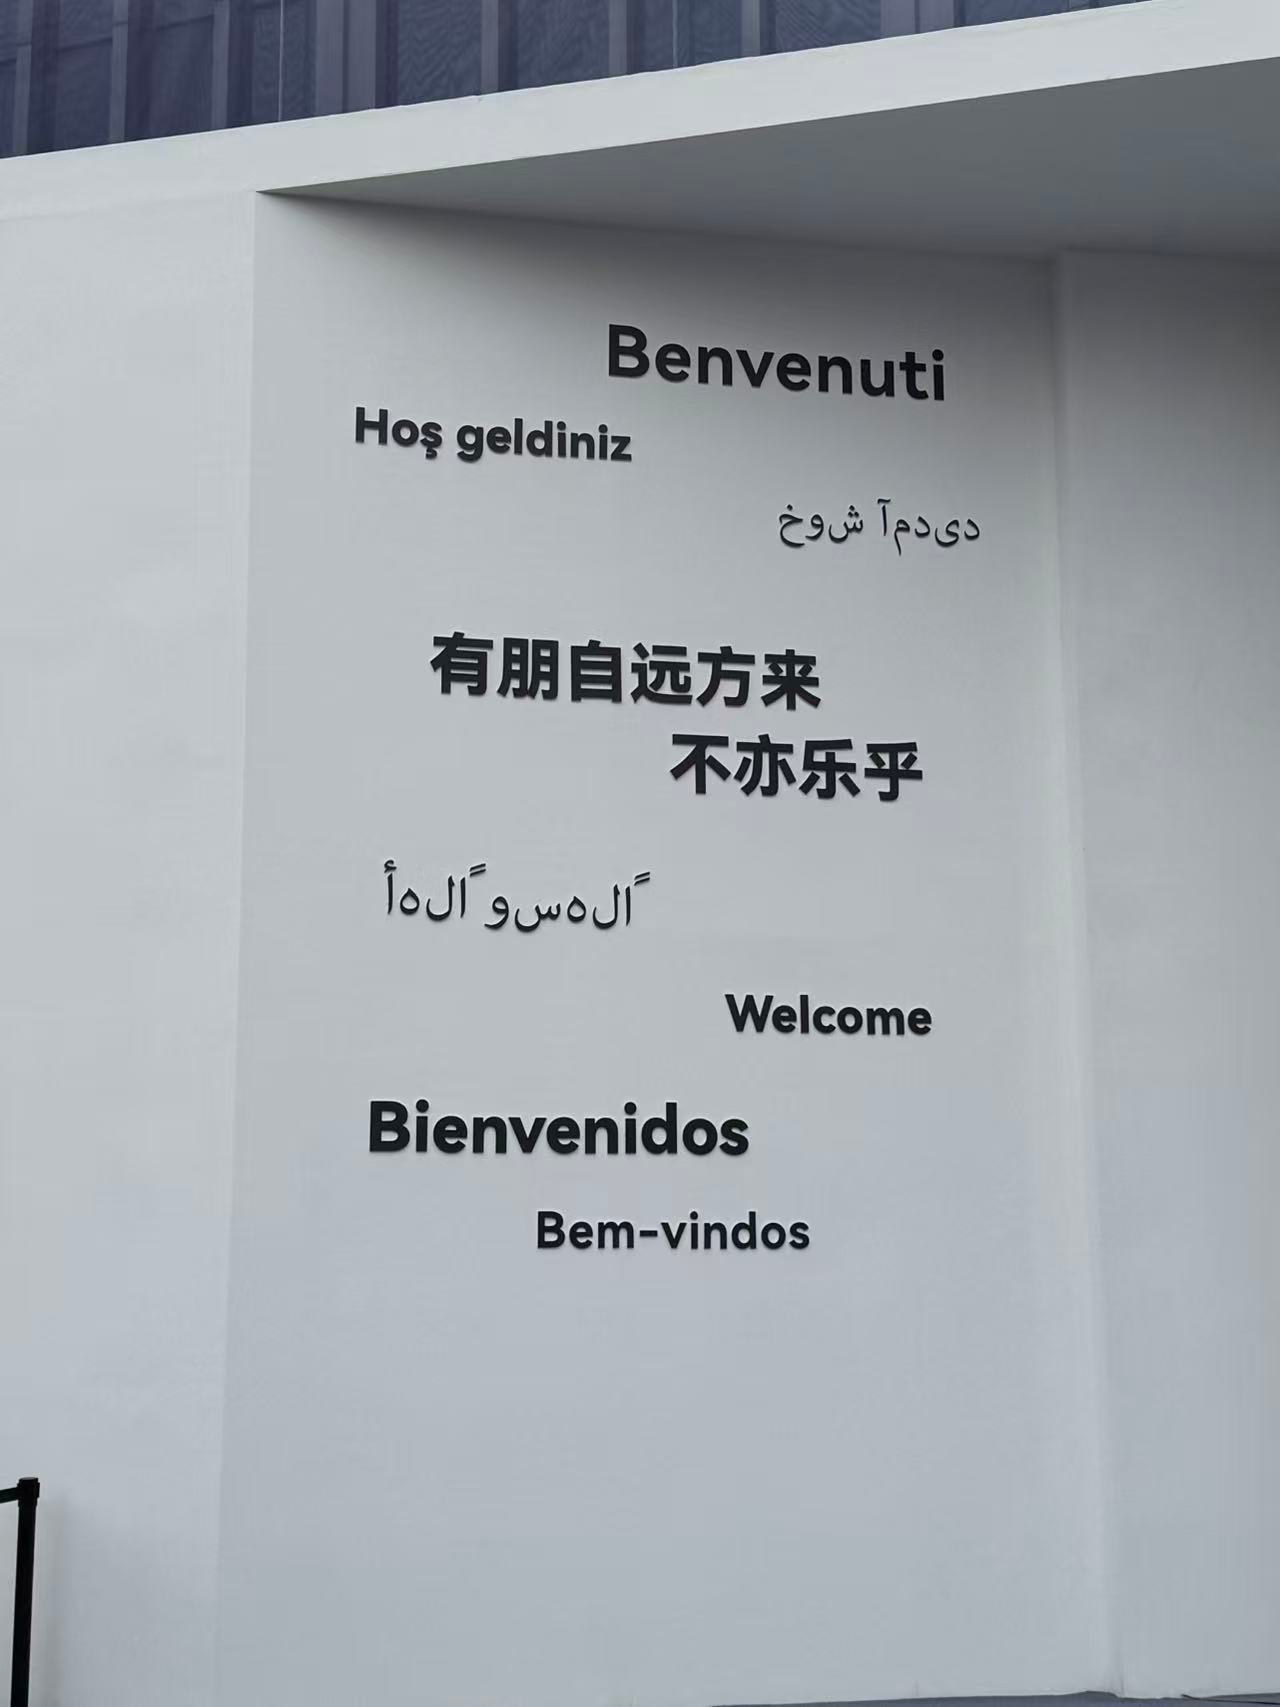 Benvenuti
Hoş geldiniz
دیدمآ شوخ
有朋自远方来
不亦乐乎
ًالهسو ًالهأ
Welcome
Bienvenidos
Bem-vindos